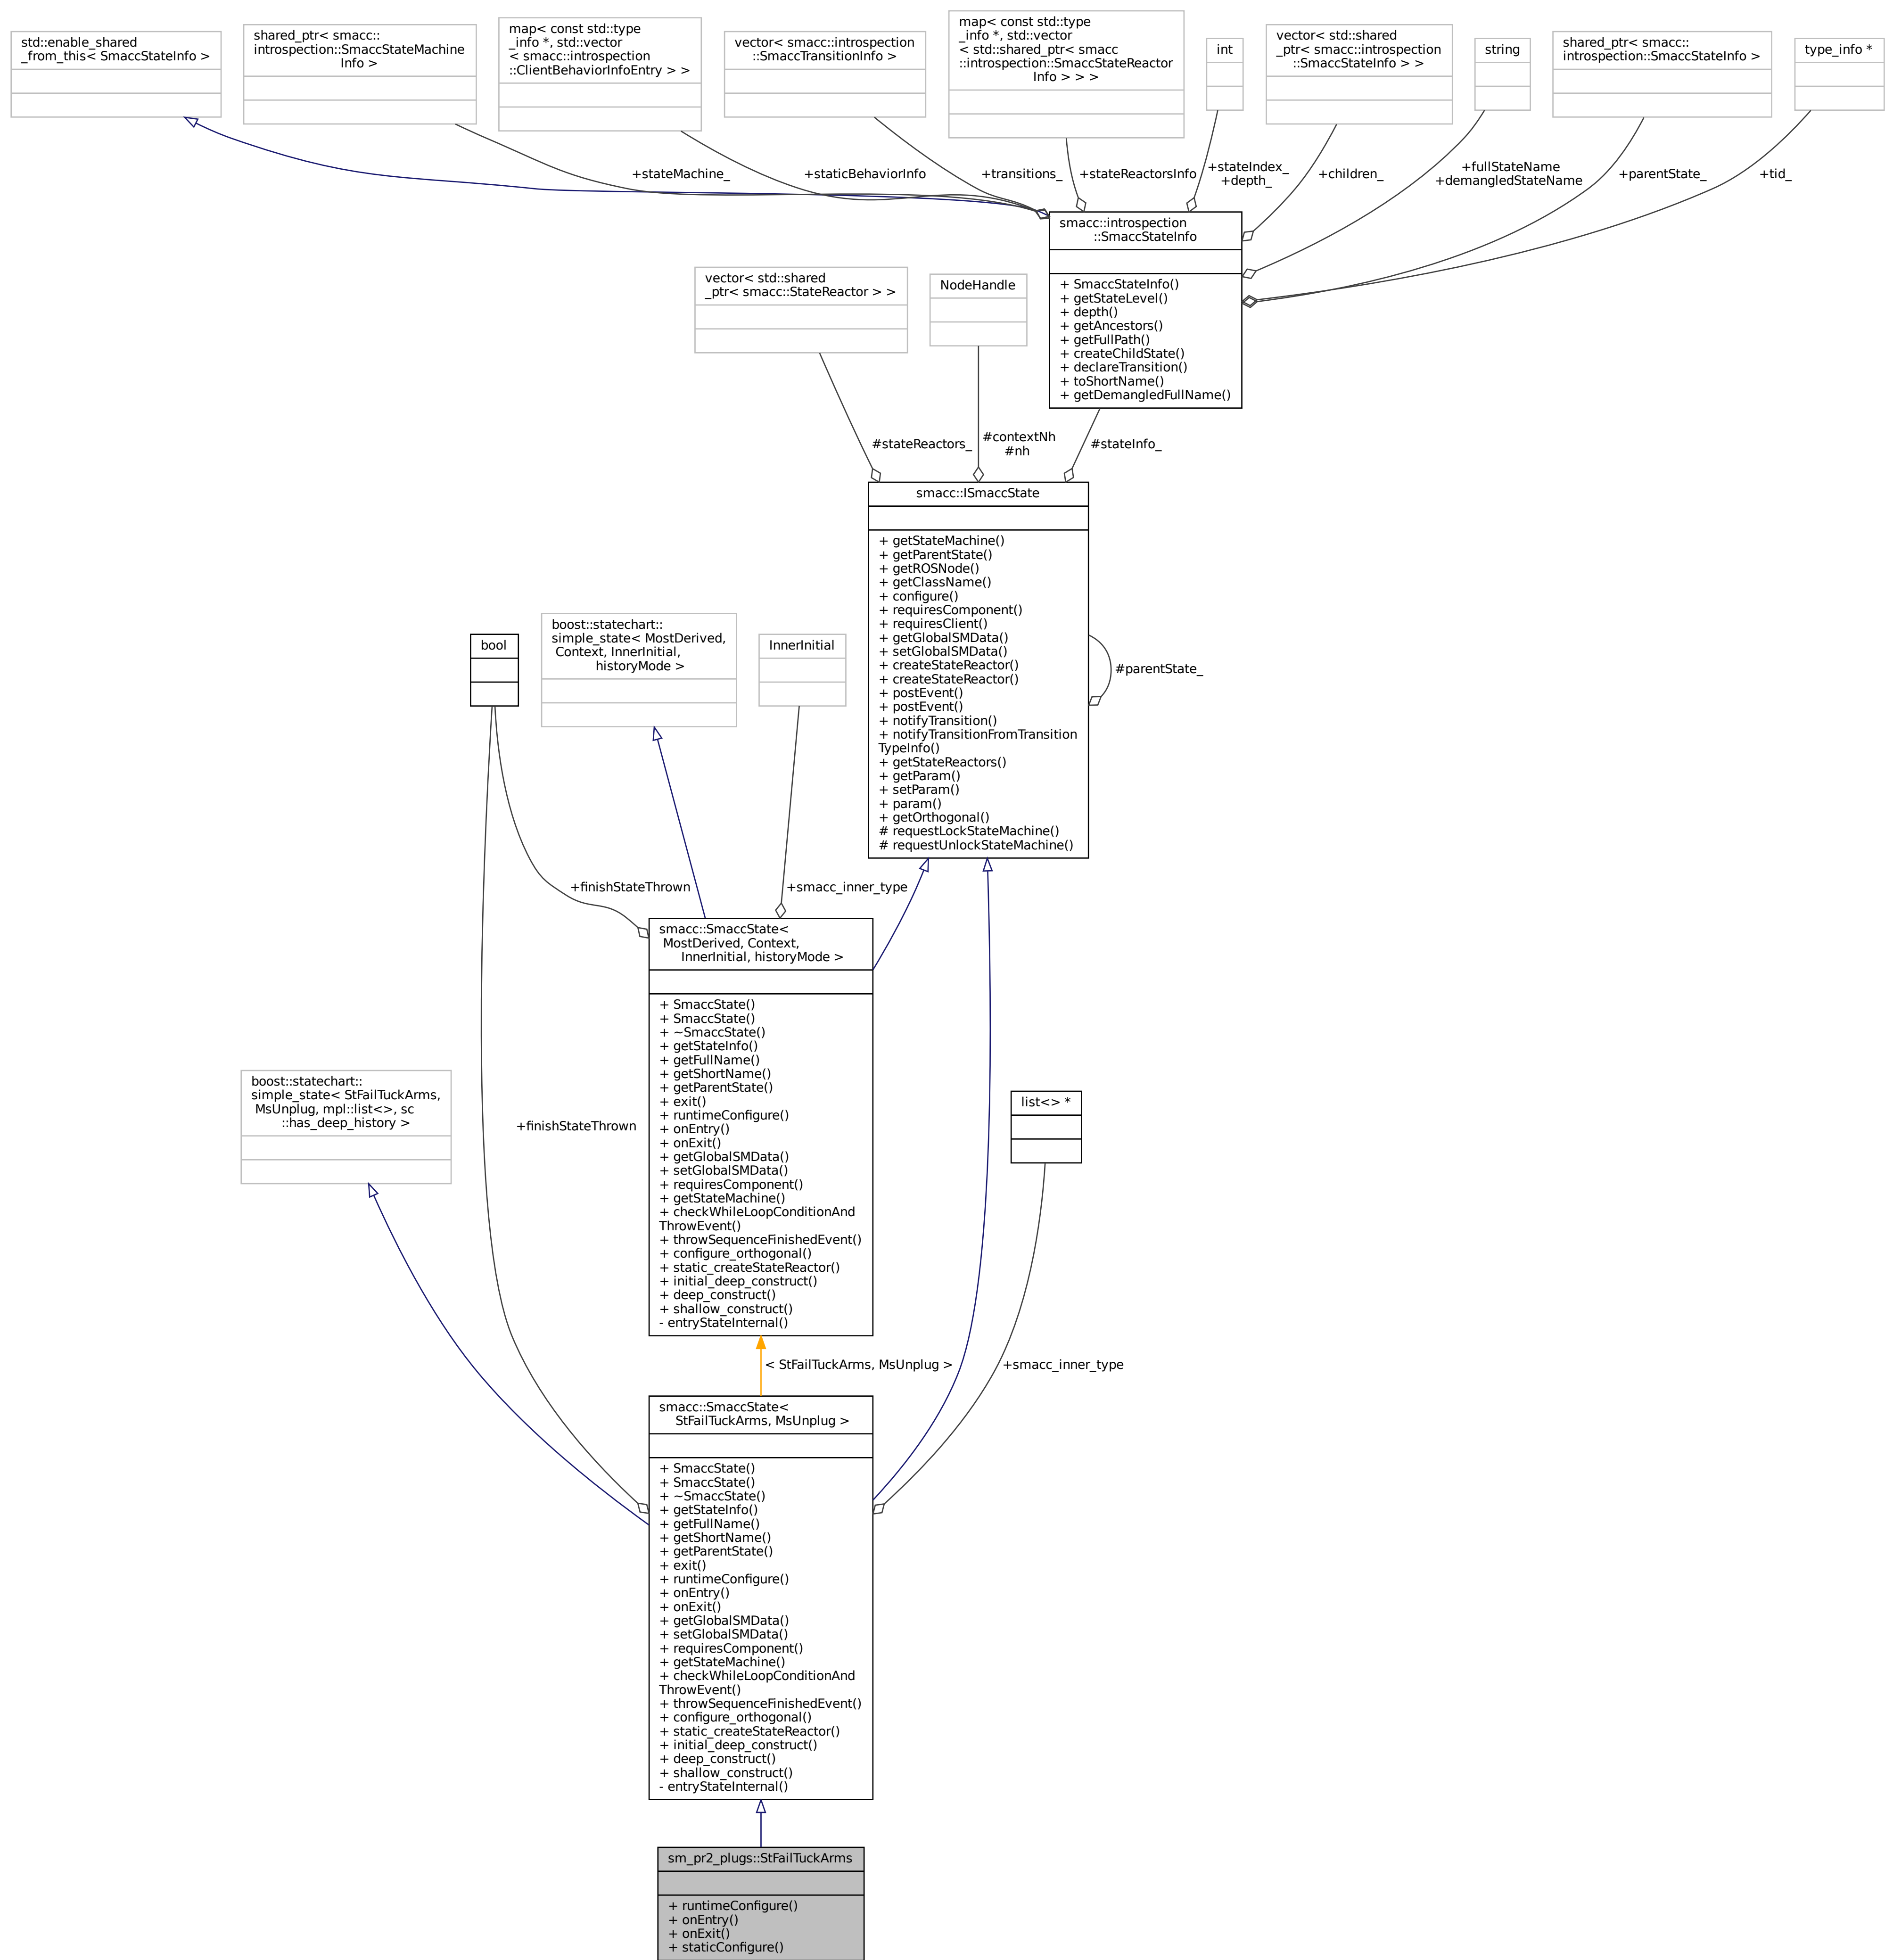 std::enable_shared
_from_this< SmaccStateInfo >
shared_ptr< smacc::
introspection::SmaccStateMachine
Info >
map< const std::type
_info *, std::vector
< smacc::introspection
::ClientBehaviorInfoEntry > >
vector< smacc::introspection
::SmaccTransitionInfo >
map< const std::type
_info *, std::vector
< std::shared_ptr< smacc
::introspection::SmaccStateReactor
Info > > >
int
vector< std::shared
_ptr< smacc::introspection
::SmaccStateInfo > >
string
shared_ptr< smacc::
introspection::SmaccStateInfo >
type_info *
+stateMachine_
+staticBehaviorInfo
+transitions_
+stateReactorsInfo
+stateIndex_
+depth_
+children_
+fullStateName
+demangledStateName
+parentState_
+tid_
smacc::introspection
::SmaccStateInfo
+ SmaccStateInfo()
+ getStateLevel()
+ depth()
+ getAncestors()
+ getFullPath()
+ createChildState()
+ declareTransition()
+ toShortName()
+ getDemangledFullName()
vector< std::shared
_ptr< smacc::StateReactor > >
NodeHandle
#stateReactors_
#contextNh
#nh
#stateInfo_
smacc::ISmaccState
+ getStateMachine()
+ getParentState()
+ getROSNode()
+ getClassName()
+ configure()
+ requiresComponent()
+ requiresClient()
+ getGlobalSMData()
+ setGlobalSMData()
+ createStateReactor()
+ createStateReactor()
+ postEvent()
+ postEvent()
+ notifyTransition()
+ notifyTransitionFromTransition
TypeInfo()
+ getStateReactors()
+ getParam()
+ setParam()
+ param()
+ getOrthogonal()
# requestLockStateMachine()
# requestUnlockStateMachine()
#parentState_
bool
boost::statechart::
simple_state< MostDerived,
Context, InnerInitial,
historyMode >
InnerInitial
+finishStateThrown
+smacc_inner_type
smacc::SmaccState<
MostDerived, Context,
InnerInitial, historyMode >
+ SmaccState()
+ SmaccState()
+ ~SmaccState()
+ getStateInfo()
+ getFullName()
+ getShortName()
+ getParentState()
+ exit()
+ runtimeConfigure()
+ onEntry()
+ onExit()
+ getGlobalSMData()
+ setGlobalSMData()
+ requiresComponent()
+ getStateMachine()
+ checkWhileLoopConditionAnd
ThrowEvent()
+ throwSequenceFinishedEvent()
+ configure_orthogonal()
+ static_createStateReactor()
+ initial_deep_construct()
+ deep_construct()
+ shallow_construct()
- entryStateInternal()
boost::statechart::
simple_state< StFailTuckArms,
MsUnplug, mpl::list<>, sc
::has_deep_history >
+finishStateThrown
list<> *
< StFailTuckArms, MsUnplug >
+smacc_inner_type
smacc::SmaccState<
StFailTuckArms, MsUnplug >
+ SmaccState()
+ SmaccState()
+ ~SmaccState()
+ getStateInfo()
+ getFullName()
+ getShortName()
+ getParentState()
+ exit()
+ runtimeConfigure()
+ onEntry()
+ onExit()
+ getGlobalSMData()
+ setGlobalSMData()
+ requiresComponent()
+ getStateMachine()
+ checkWhileLoopConditionAnd
ThrowEvent()
+ throwSequenceFinishedEvent()
+ configure_orthogonal()
+ static_createStateReactor()
+ initial_deep_construct()
+ deep_construct()
+ shallow_construct()
- entryStateInternal()
sm_pr2_plugs::StFailTuckArms
+ runtimeConfigure()
+ onEntry()
+ onExit()
+ staticConfigure()